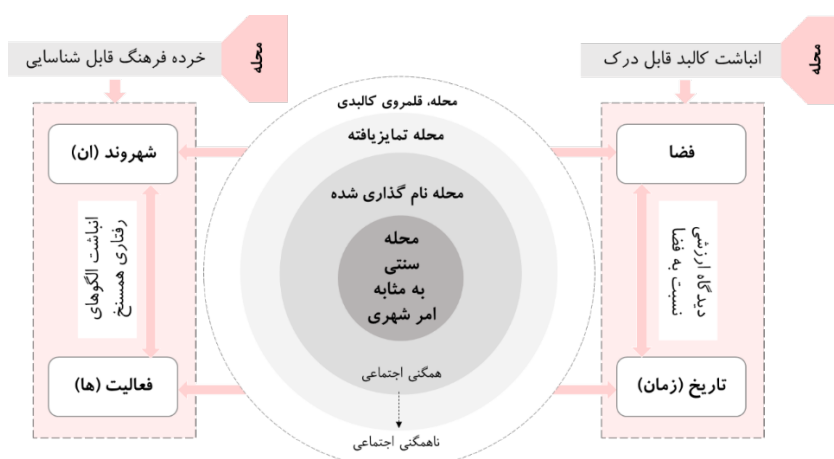 محله
انباشت کالبد قابل درک
فضا
دیدگاه ارزشی
نسبت به فضا
تاریخ (زمان)
محله، قلمروی کالبدی
محله تمایزیافته
محله نام گذاری شده
محله
سنتی
به مثابه
امر شهری
همگنی اجتماعی
ناهمگنی اجتماعی
محله
خرده فرهنگ قابل شناسایی
شهروند (ان)
انباشت الگوهای
رفتاری همسنخ
فعالیت (ها)